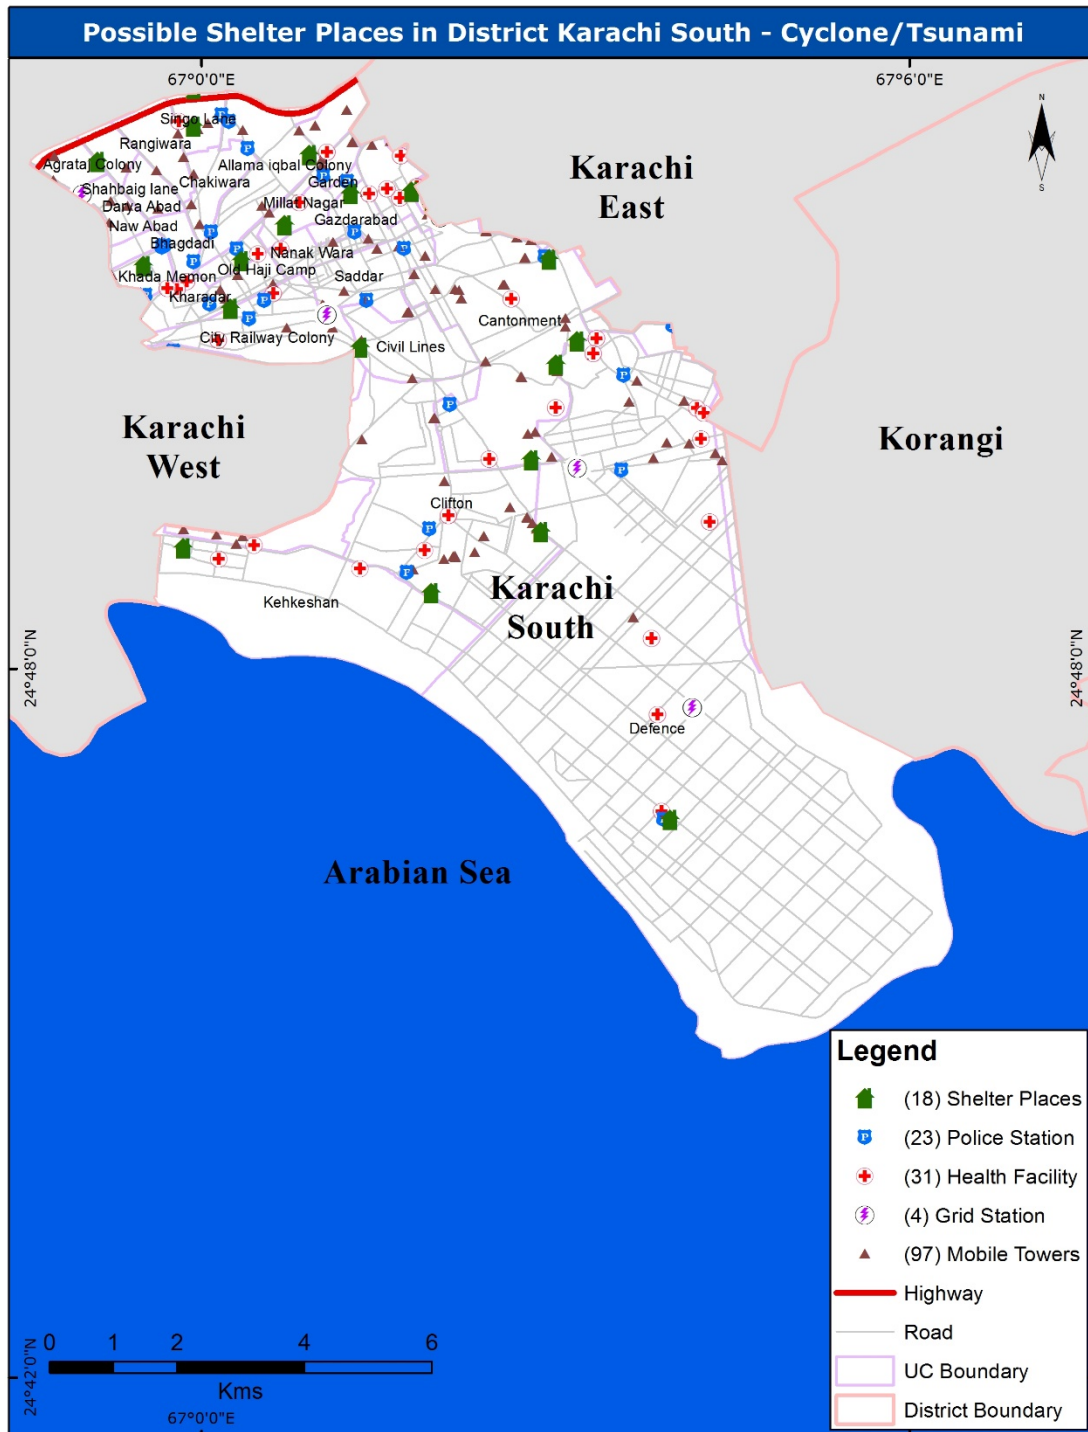 Possible Shelter Places in District Karachi South - Cyclone/Tsunami
67°0'0"E
67°6'0"E
N
S
Singo Lane
Rangiwara
Agrataj Colony
Allama iqbal Colony
Shahbaig lane
Chakiwara
Garden
Darya Abad
Millat Nagar
Naw Abad
Gazdarabad
Bhagdadi
Nanak Wara
Khada Memon
Old Haji Camp
Saddar
Kharadar
City Railway Colony
Civil Lines
Cantonment
Karachi
East
Karachi
West
Korangi
Clifton
Kehkeshan
Karachi
South
Defence
24°48'0"N
24°48'0"N
Arabian Sea
Legend
(18) Shelter Places
(23) Police Station
(31) Health Facility
(4) Grid Station
(97) Mobile Towers
Highway
Road
UC Boundary
District Boundary
0 1 2 4 6
Kms
24°42'0"N
67°0'0"E